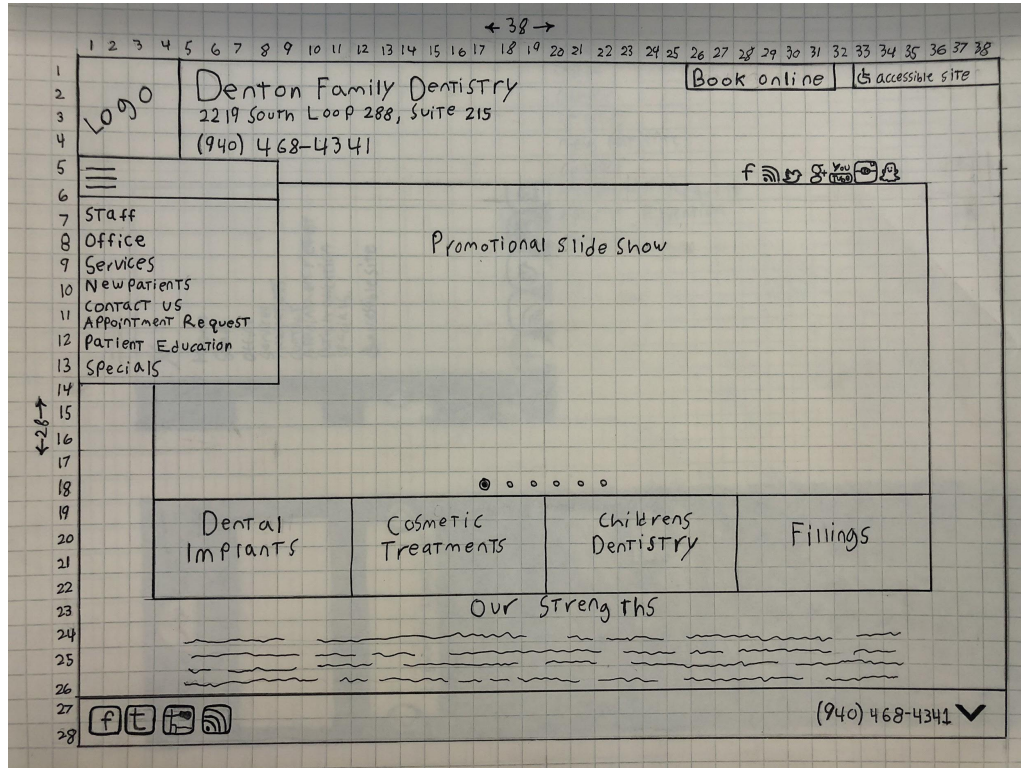 ← 38 →
1 2 3 4 5 6 7 8 9 10 11 12 13 14 15 16 17 18 19 20 21 22 23 24 25 26 27 28 29 30 31 32 33 34 35 36 37 38
1
2
3
4
5
6
7
8
9
10
11
12
13
14
15
16
17
18
19
20
21
22
23
24
25
26
27
28
←28→
Logo
Denton Family Dentistry
2219 South Loop 288, Suite 215
(940) 468-4341
Book online
accessible site
f g+ You Tube
Staff
Office
Services
New patients
Contact us
Appointment Request
Patient Education
Specials
Promotional slide show
Dental
Implants
Cosmetic
Treatments
Childrens
Dentistry
Fillings
Our Strengths
f t
(940) 468-4341